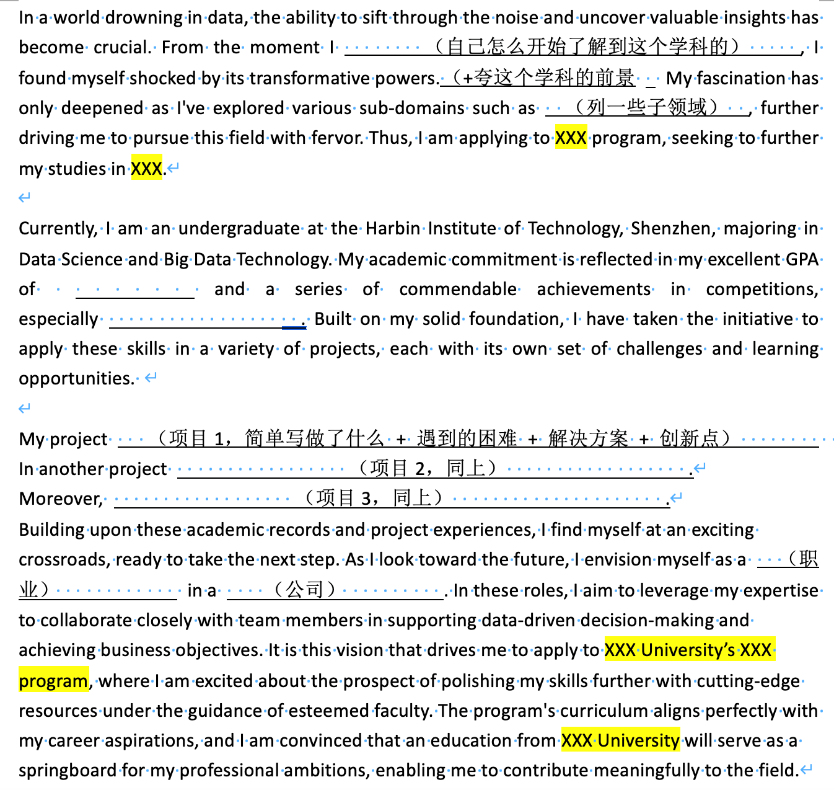 In a world drowning in data, the ability to sift through the noise and uncover valuable insights has
become crucial. From the moment I （自己怎么开始了解到这个学科的） , I
found myself shocked by its transformative powers. （+夸这个学科的前景 _ My fascination has
only deepened as I've explored various sub-domains such as （列一些子领域） , further
driving me to pursue this field with fervor. Thus, I am applying to XXX program, seeking to further
my studies in XXX.
Currently, I am an undergraduate at the Harbin Institute of Technology, Shenzhen, majoring in
Data Science and Big Data Technology. My academic commitment is reflected in my excellent GPA
of ________ and a series of commendable achievements in competitions,
especially ________. Built on my solid foundation, I have taken the initiative to
apply these skills in a variety of projects, each with its own set of challenges and learning
opportunities.
My project （项目 1，简单写做了什么 + 遇到的困难 + 解决方案 + 创新点）
In another project （项目 2，同上） .
Moreover, （项目 3，同上） .
Building upon these academic records and project experiences, I find myself at an exciting
crossroads, ready to take the next step. As I look toward the future, I envision myself as a （职
业） in a （公司） . In these roles, I aim to leverage my expertise
to collaborate closely with team members in supporting data-driven decision-making and
achieving business objectives. It is this vision that drives me to apply to XXX University’s XXX
program, where I am excited about the prospect of polishing my skills further with cutting-edge
resources under the guidance of esteemed faculty. The program's curriculum aligns perfectly with
my career aspirations, and I am convinced that an education from XXX University will serve as a
springboard for my professional ambitions, enabling me to contribute meaningfully to the field.